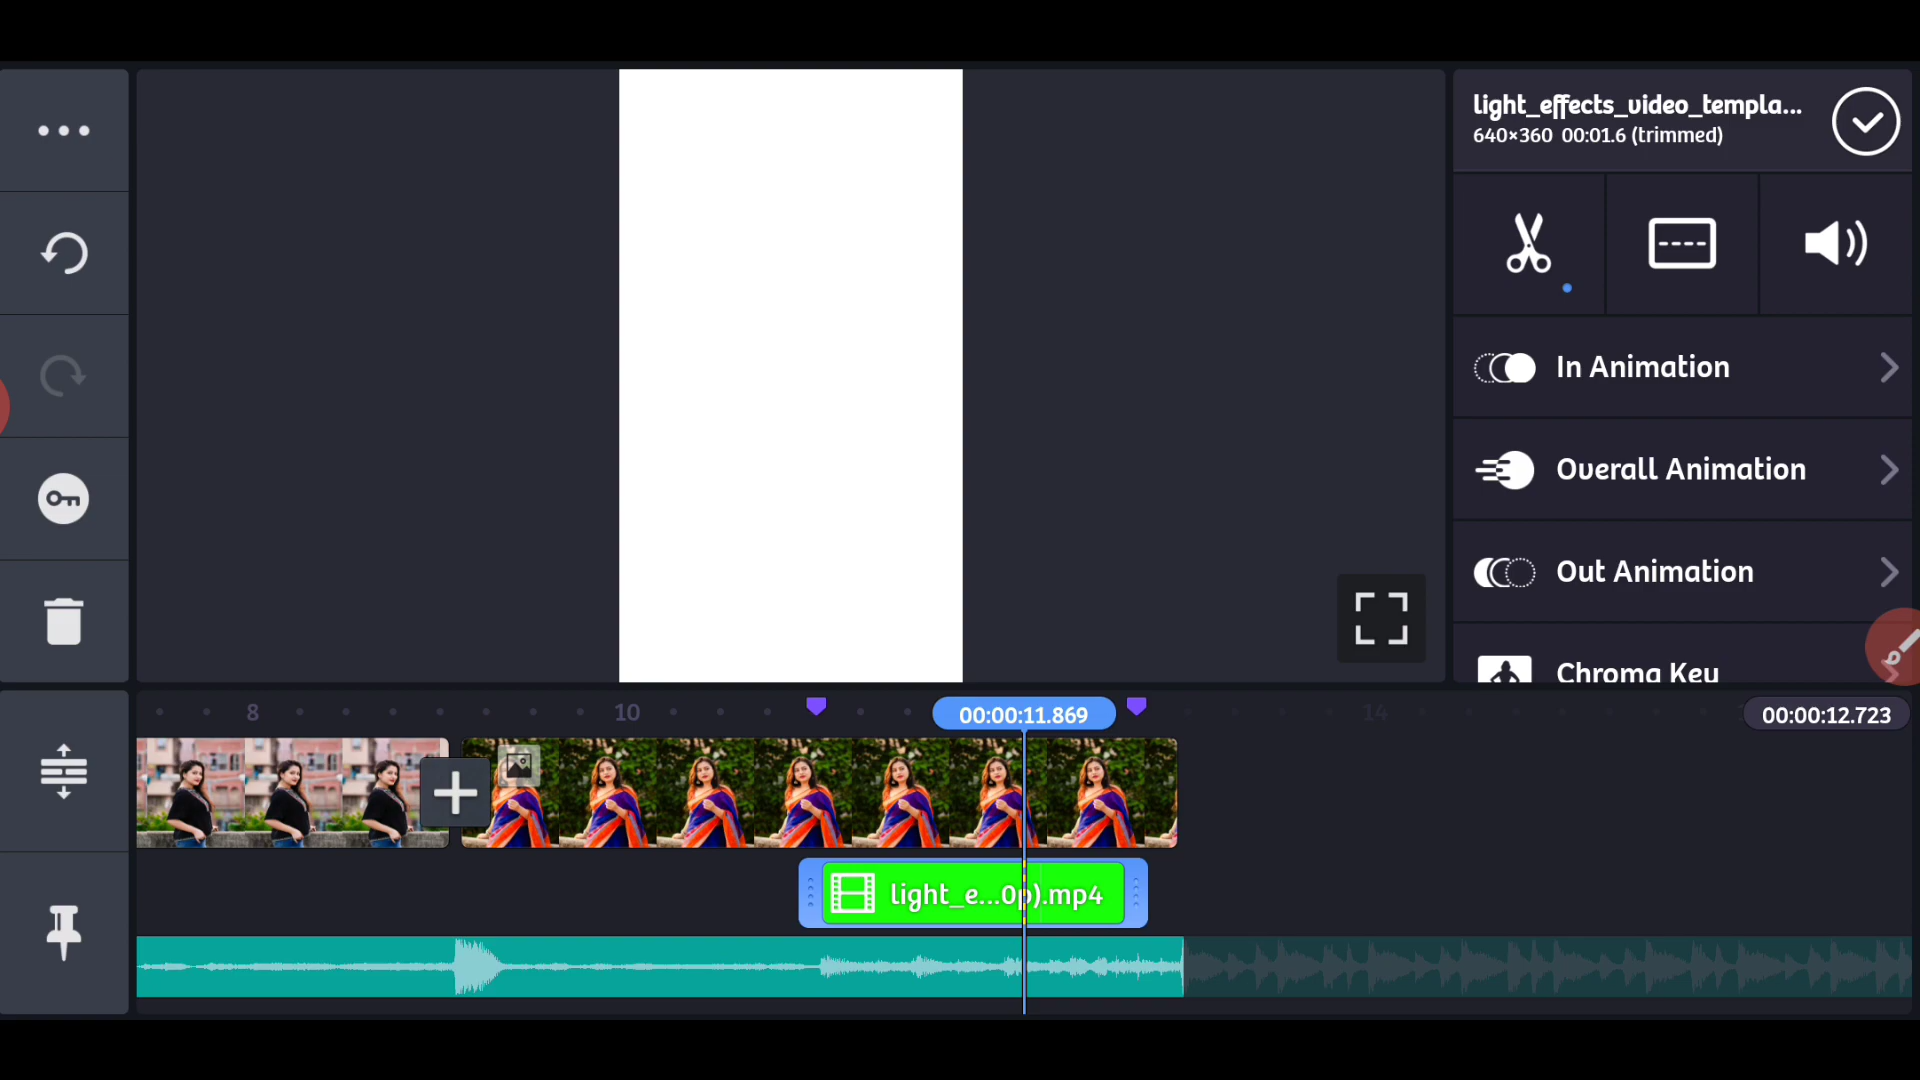 light_effects_video_templa...
640×360 00:01.6 (trimmed)
In Animation
Overall Animation
Out Animation
Chroma Key
8
10
00:00:11.869
14
00:00:12.723
light_e...0p).mp4